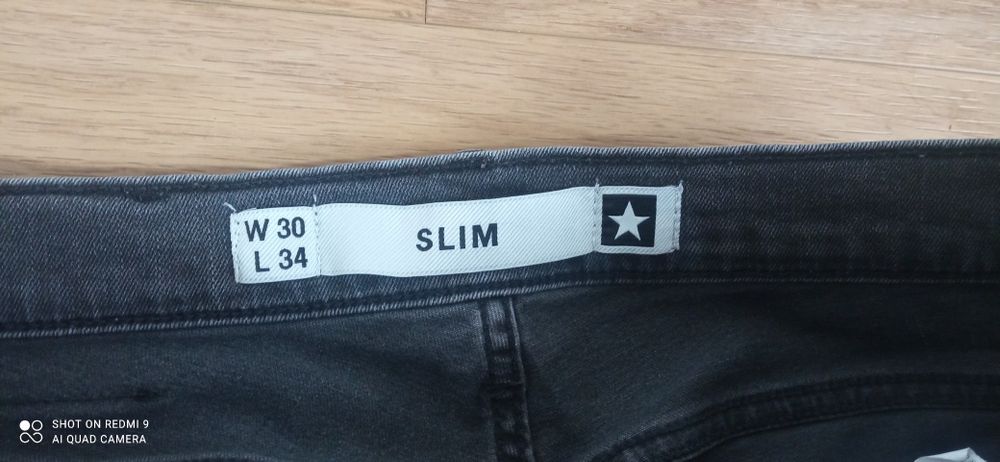 W 30
L 34
SLIM
SHOT ON REDMI 9
AI QUAD CAMERA